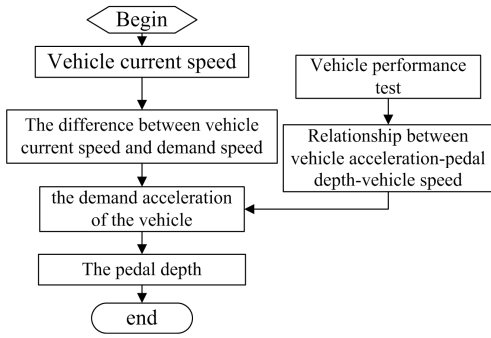 Begin
Vehicle current speed
The difference between vehicle
current speed and demand speed
the demand acceleration
of the vehicle
The pedal depth
end
Vehicle performance
test
Relationship between
vehicle acceleration-pedal
depth-vehicle speed